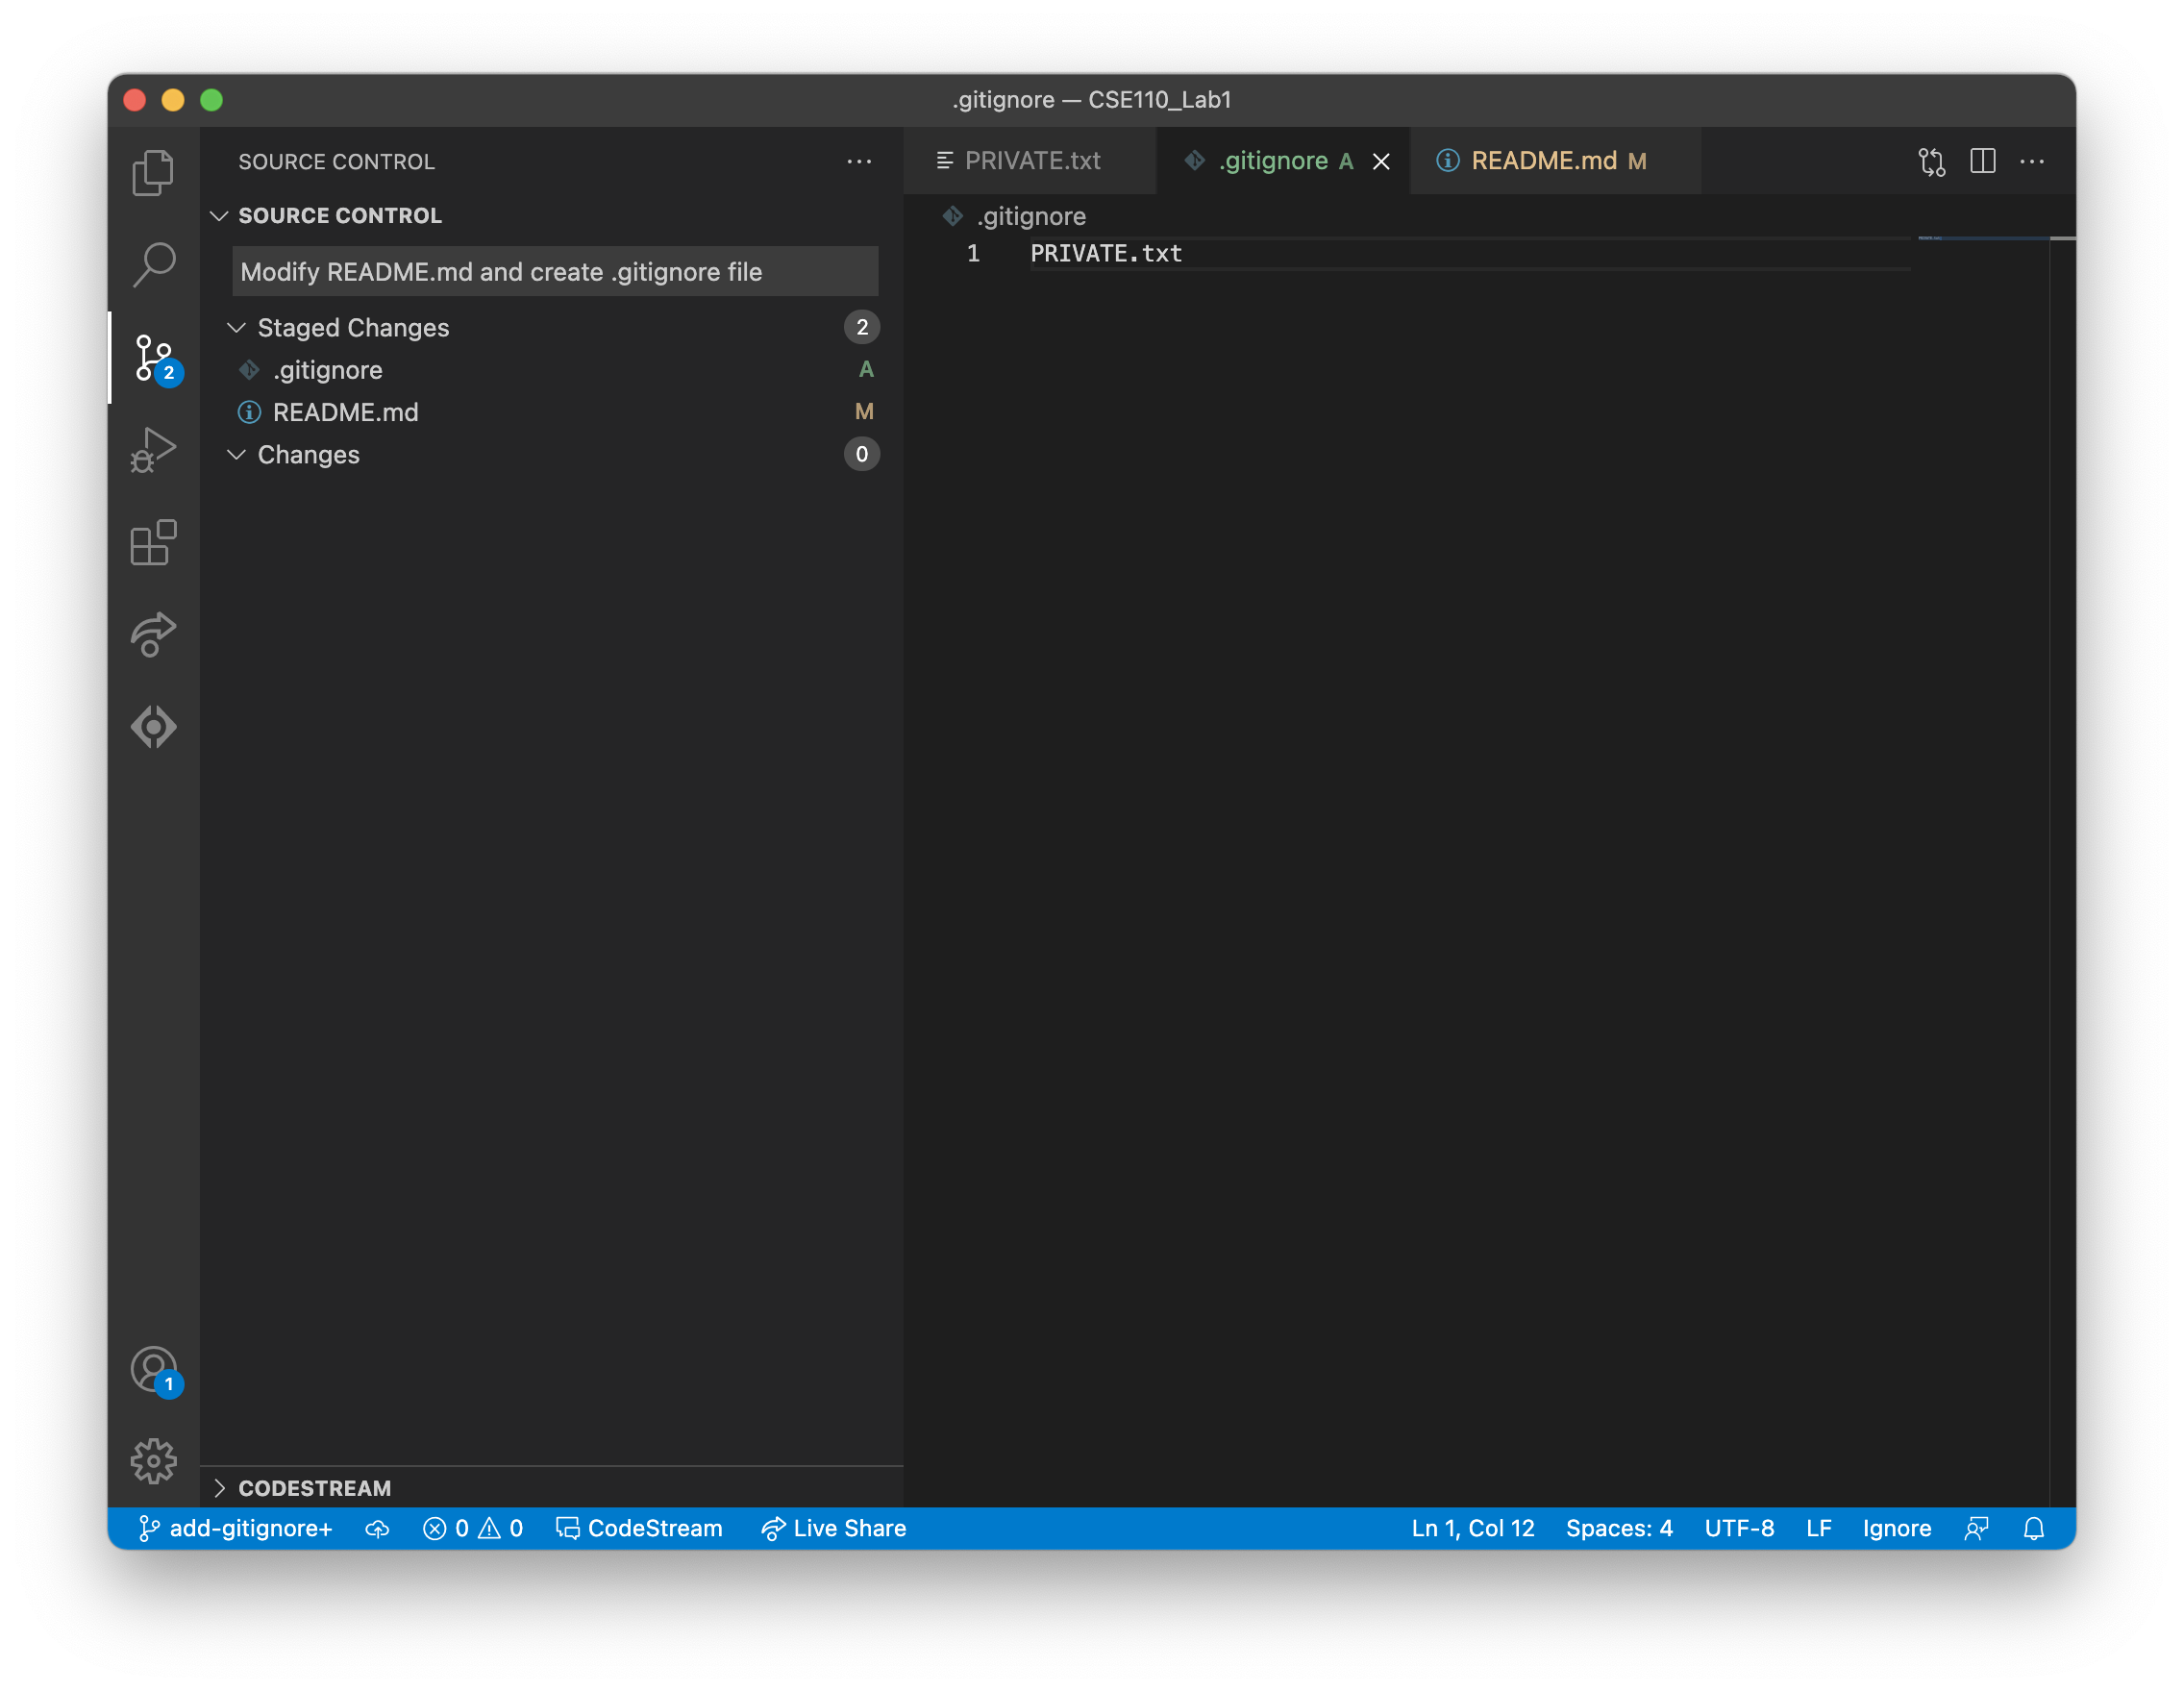 .gitignore — CSE110_Lab1
SOURCE CONTROL
PRIVATE.txt
.gitignore A
README.md M
SOURCE CONTROL
.gitignore
Modify README.md and create .gitignore file
1 PRIVATE.txt
Staged Changes 2
.gitignore A
README.md M
Changes 0
2
1
CODESTREAM
add-gitignore+ 0 0 CodeStream Live Share Ln 1, Col 12 Spaces: 4 UTF-8 LF Ignore